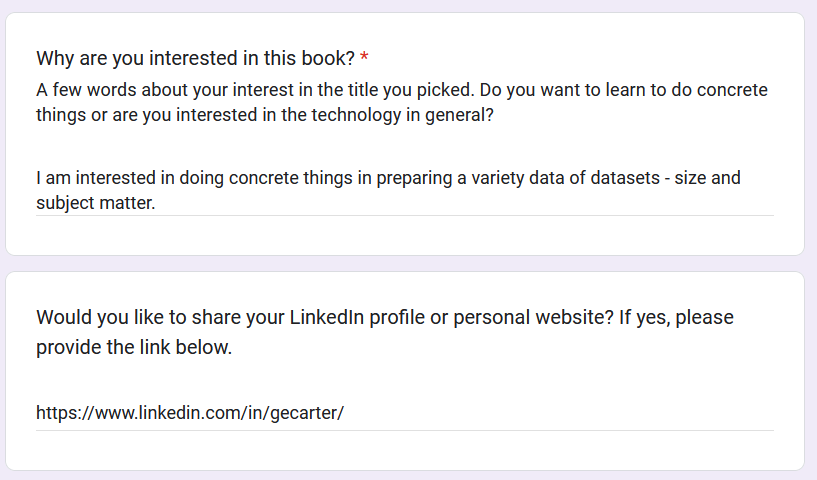 Why are you interested in this book? *
A few words about your interest in the title you picked. Do you want to learn to do concrete
things or are you interested in the technology in general?
I am interested in doing concrete things in preparing a variety data of datasets - size and
subject matter.
Would you like to share your LinkedIn profile or personal website? If yes, please
provide the link below.
https://www.linkedin.com/in/gecarter/